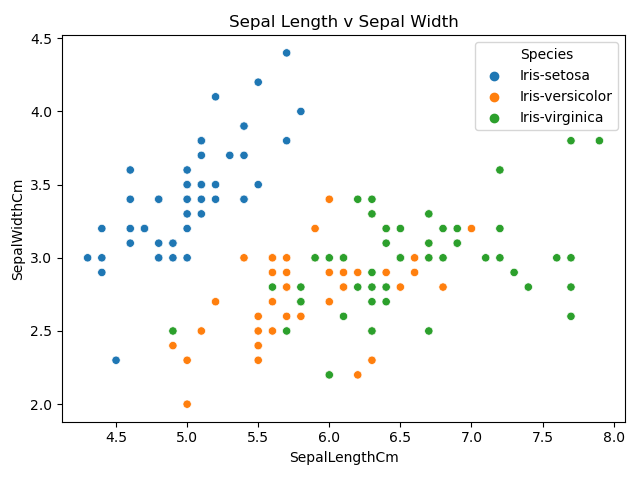 Sepal Length v Sepal Width
Species
Iris-setosa
Iris-versicolor
Iris-virginica
SepalWidthCm
4.5
4.0
3.5
3.0
2.5
2.0
4.5 5.0 5.5 6.0 6.5 7.0 7.5 8.0
SepalLengthCm